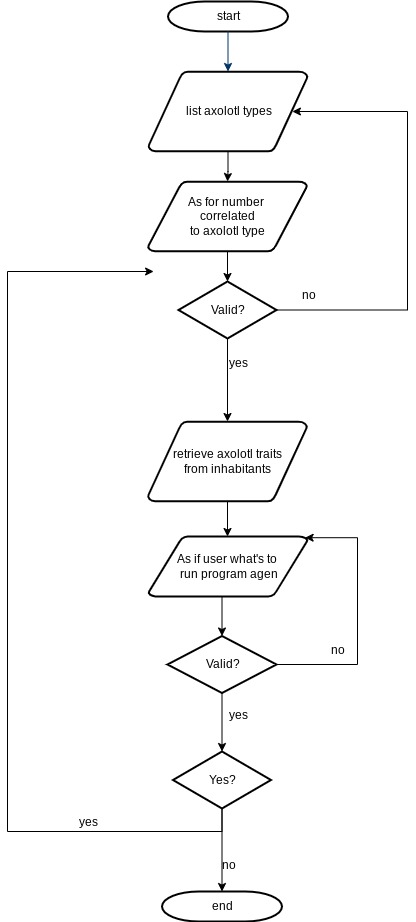 start
list axolotl types
As for number
correlated
to axolotl type
no
Valid?
yes
retrieve axolotl traits
from inhabitants
As if user what's to
run program agen
no
Valid?
yes
Yes?
yes
no
end